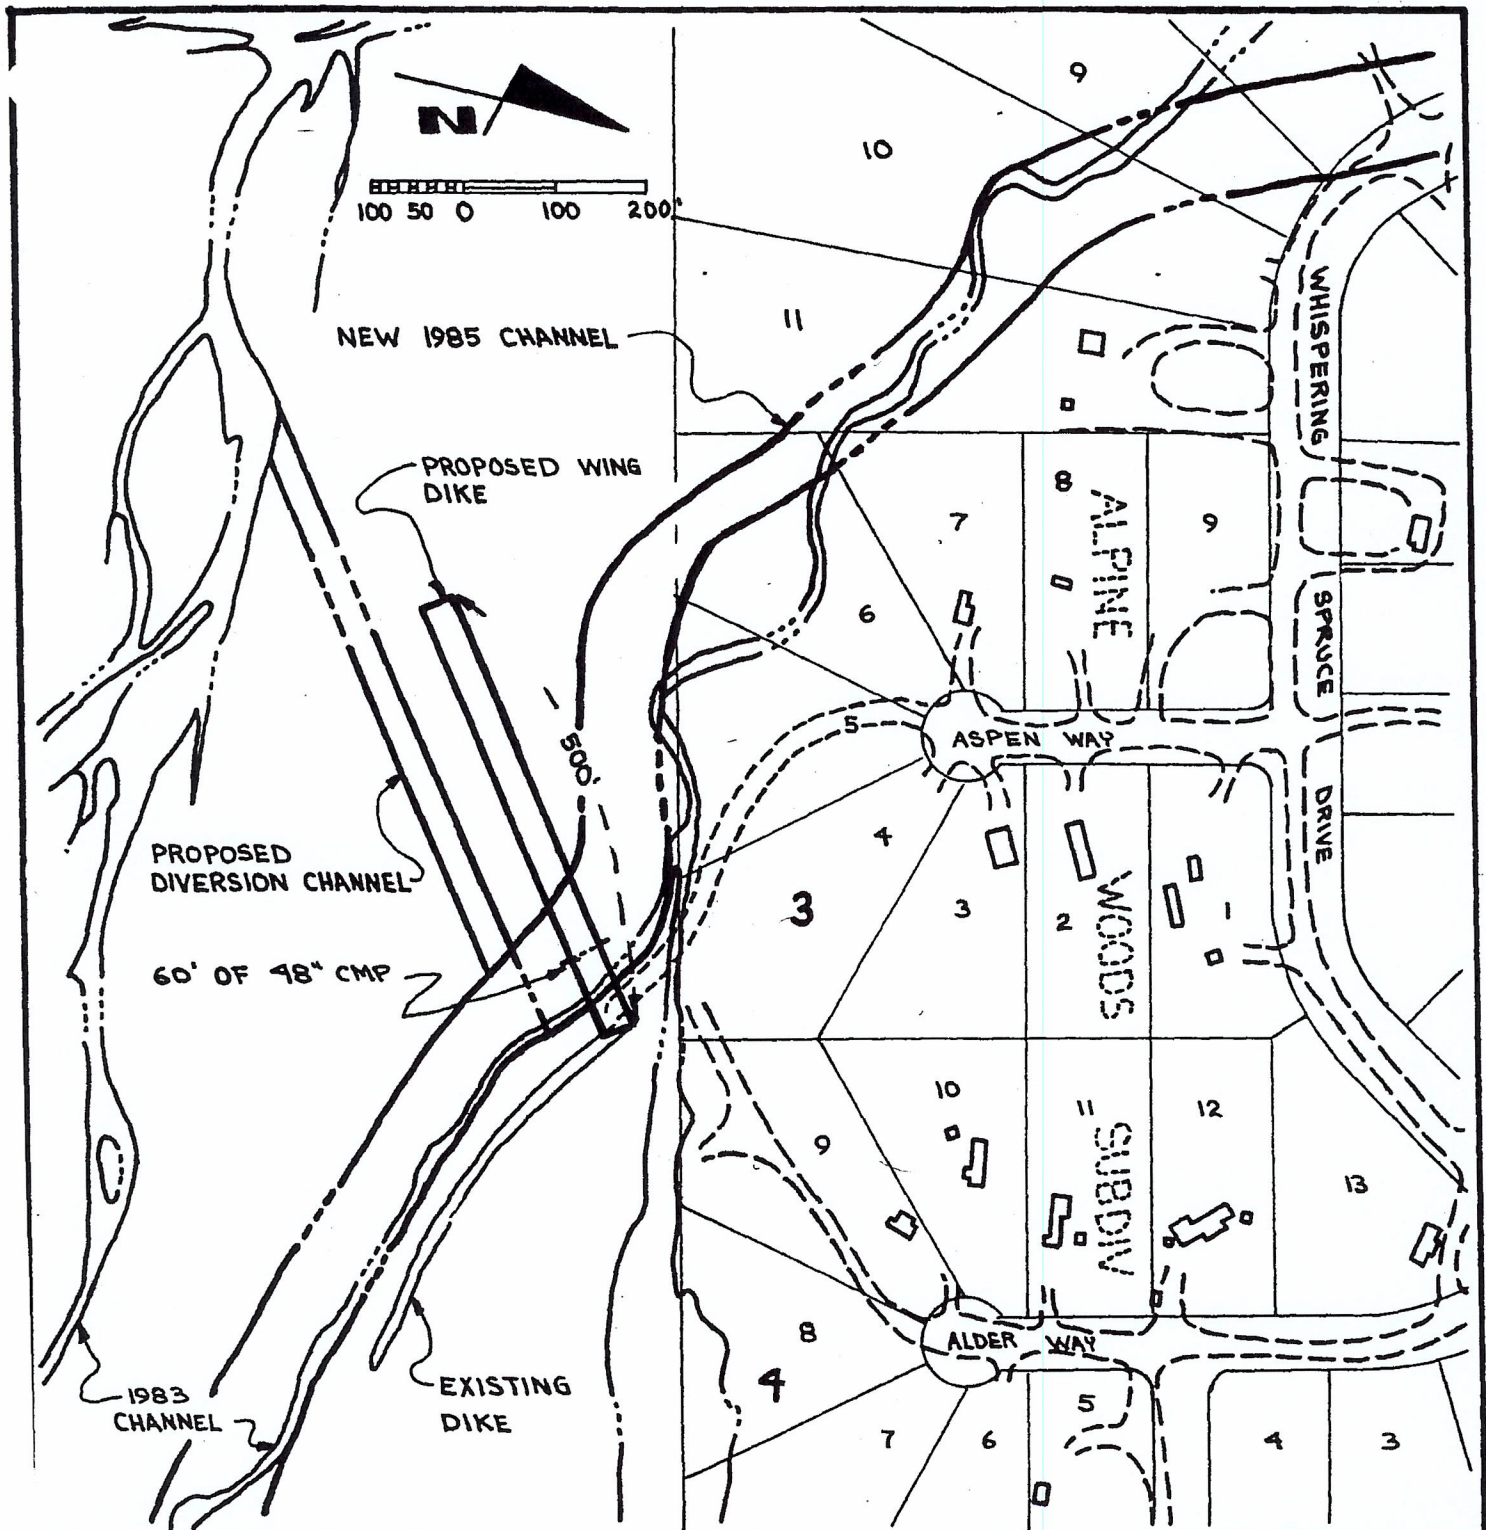 9
10
N
100 50 0 100 200'
11
NEW 1985 CHANNEL
WHISPERING
PROPOSED WING
DIKE
8
7
9
ALPINE
6
SPRUCE
500'
5
ASPEN WAY
DRIVE
PROPOSED
DIVERSION CHANNEL
4
3
3
2
1
WOODS
60' OF 48" CMP
10
11
12
9
SUBDIV
13
8
ALDER WAY
4
EXISTING
DIKE
1983
CHANNEL
5
7
6
4
3